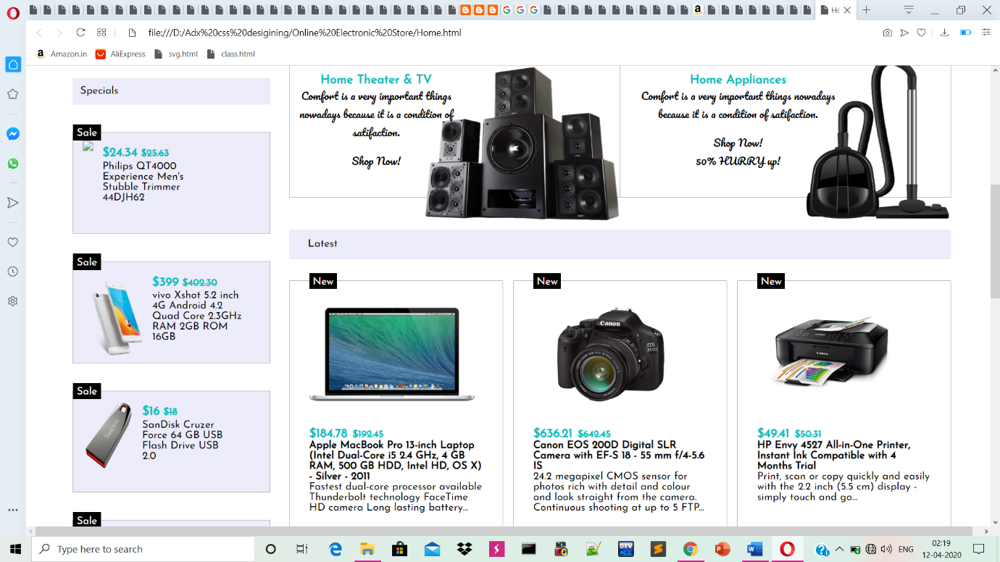 Ho
file:///D:/Adx%20css%20desigining/Online%20Electronic%20Store/Home.html
Amazon.in
AliExpress
svg.html
class.html
Specials
Sale
$24.34 $25.63
Philips QT4000
Experience Men's
Stubble Trimmer
44DJH62
Sale
$399 $402.30
vivo Xshot 5.2 inch
4G Android 4.2
Quad Core 2.3GHz
RAM 2GB ROM
16GB
Sale
$16 $18
SanDisk Cruzer
Force 64 GB USB
Flash Drive USB
2.0
SanDisk
Sale
Home Theater & TV
Comfort is a very important things
nowadays because it is a condition of
satifaction.
Shop Now!
Home Appliances
Comfort is a very important things nowadays
because it is a condition of satifaction.
Shop Now!
50% HURRY up!
Latest
New
$184.78 $192.45
Apple MacBook Pro 13-inch Laptop
(Intel Dual-Core i5 2.4 GHz, 4 GB
RAM, 500 GB HDD, Intel HD, OS X)
- Silver - 2011
Fastest dual-core processor available
Thunderbolt technology FaceTime
HD camera Long lasting battery...
New
Canon
EOS
550D
$636.21 $642.45
Canon EOS 200D Digital SLR
Camera with EF-S 18 - 55 mm f/4-5.6
IS
24.2 megapixel CMOS sensor for
photos rich with detail and colour
and look straight from the camera.
Continuous shooting at up to 5 FTP...
New
Canon
$49.41 $50.31
HP Envy 4527 All-in-One Printer,
Instant Ink Compatible with 4
Months Trial
Print, scan or copy quickly and easily
with the 2.2 inch (5.5 cm) display -
simply touch and go...
Type here to search
DEV
ENG
02:19
12-04-2020